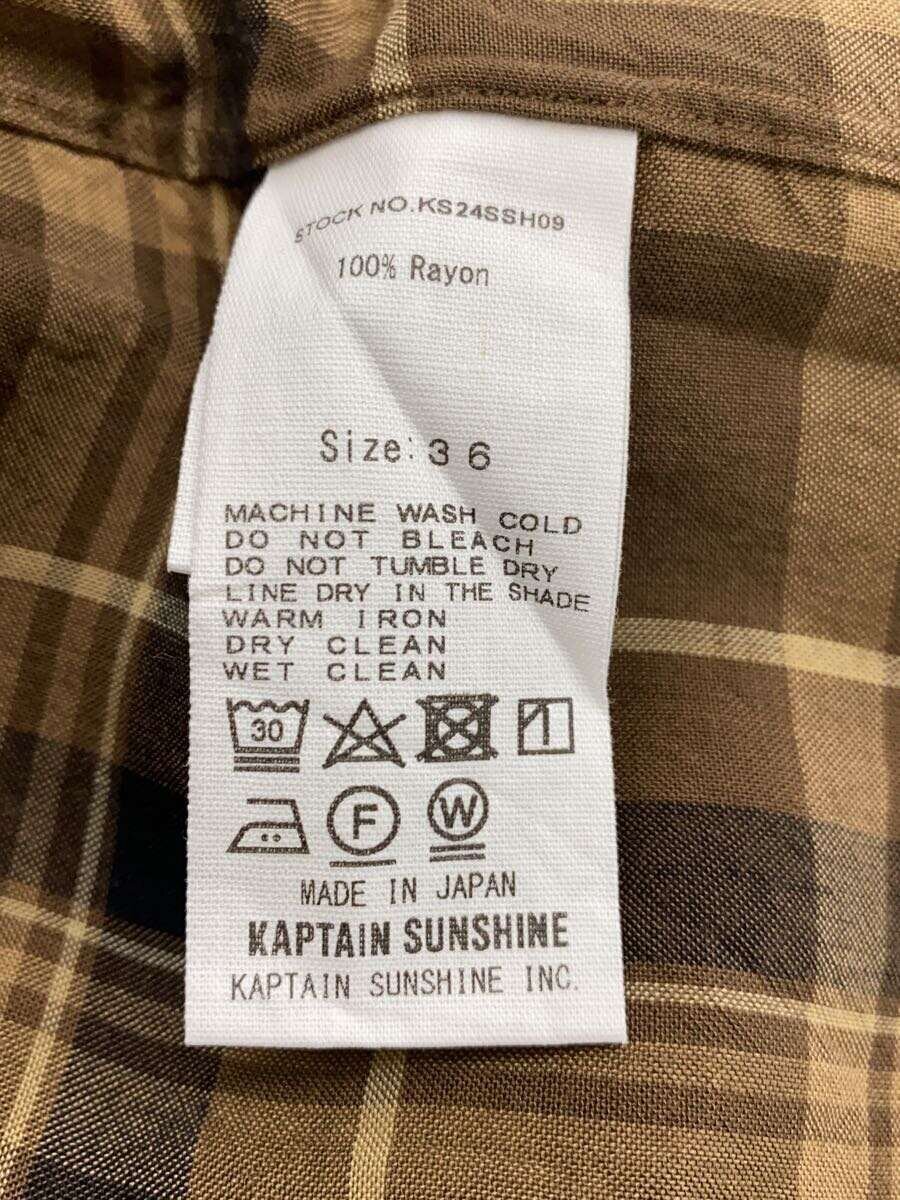 STOCK NO.KS24SSH09
100% Rayon
Size:36
MACHINE WASH COLD
DO NOT BLEACH
DO NOT TUMBLE DRY
LINE DRY IN THE SHADE
WARM IRON
DRY CLEAN
WET CLEAN
30
F W
MADE IN JAPAN
KAPTAIN SUNSHINE
KAPTAIN SUNSHINE INC.